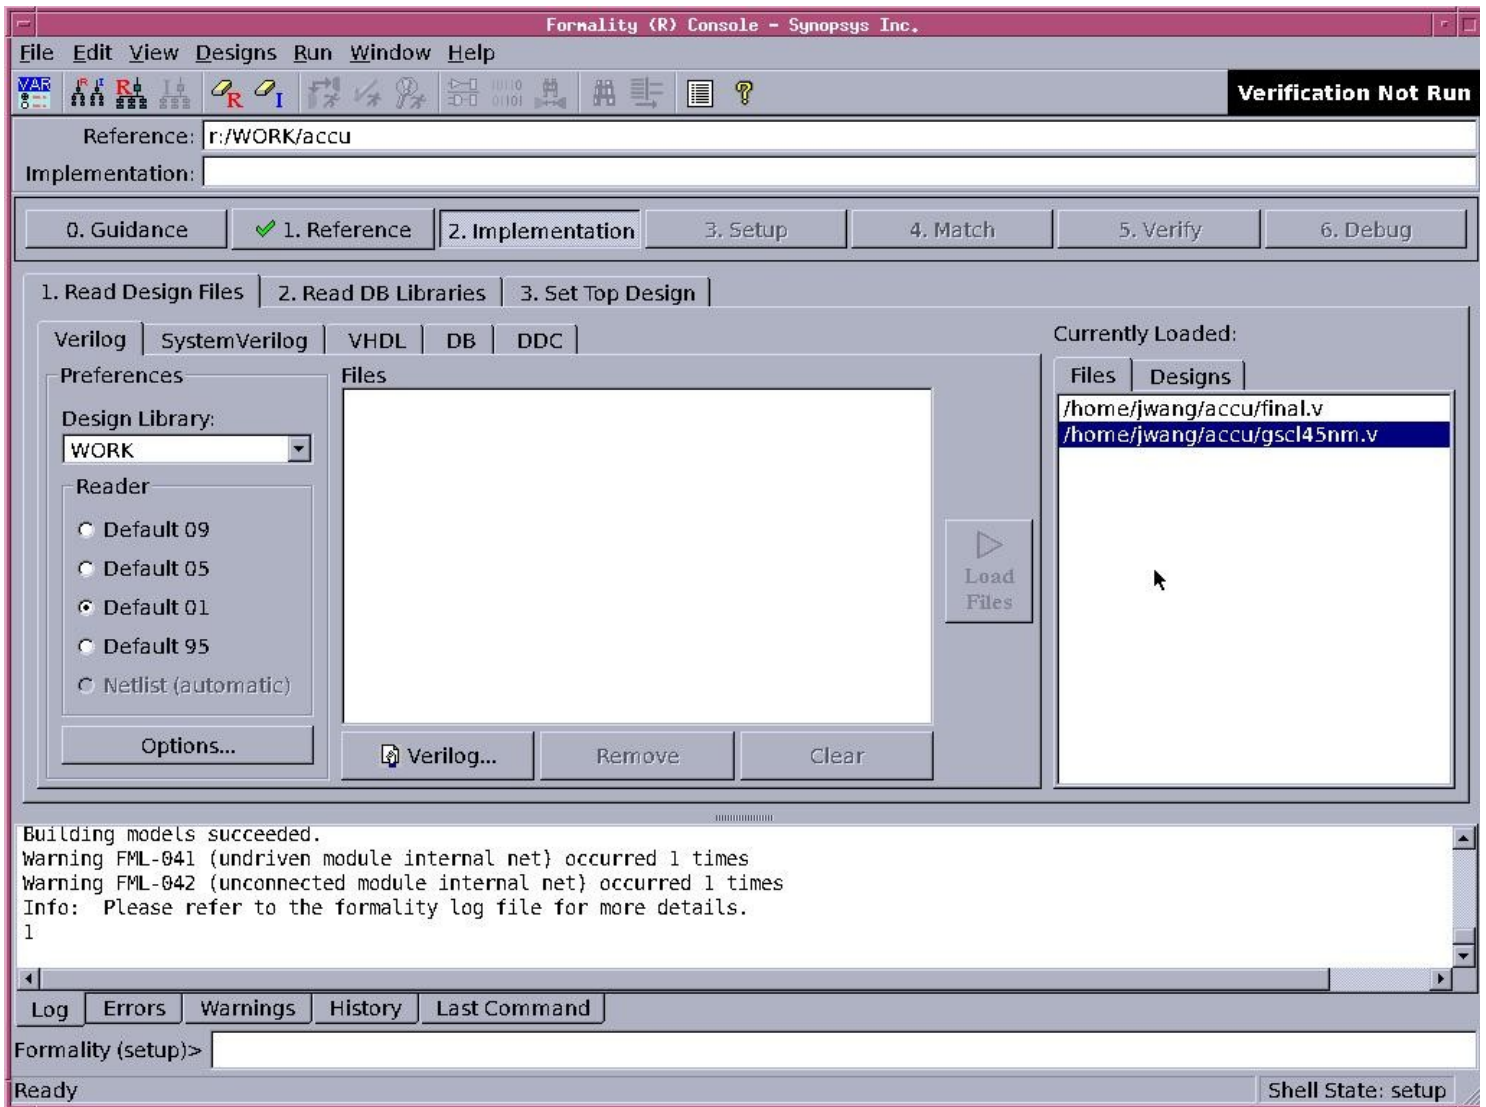 Formality (R) Console - Synopsys Inc.
File Edit View Designs Run Window Help
VAR R I R I R I Verification Not Run
Reference: r:/WORK/accu
Implementation:
0. Guidance 1. Reference 2. Implementation 3. Setup 4. Match 5. Verify 6. Debug
1. Read Design Files 2. Read DB Libraries 3. Set Top Design
Verilog SystemVerilog VHDL DB DDC
Currently Loaded:
Preferences Files
Files Designs
Design Library:
WORK
/home/jwang/accu/final.v
/home/jwang/accu/gscl45nm.v
Reader
Default 09
Default 05
Default 01
Default 95
Netlist (automatic)
Load
Files
Options...
Verilog... Remove Clear
Building models succeeded.
Warning FML-041 (undriven module internal net) occurred 1 times
Warning FML-042 (unconnected module internal net) occurred 1 times
Info:  Please refer to the formality log file for more details.
1
Log Errors Warnings History Last Command
Formality (setup)>
Ready Shell State: setup